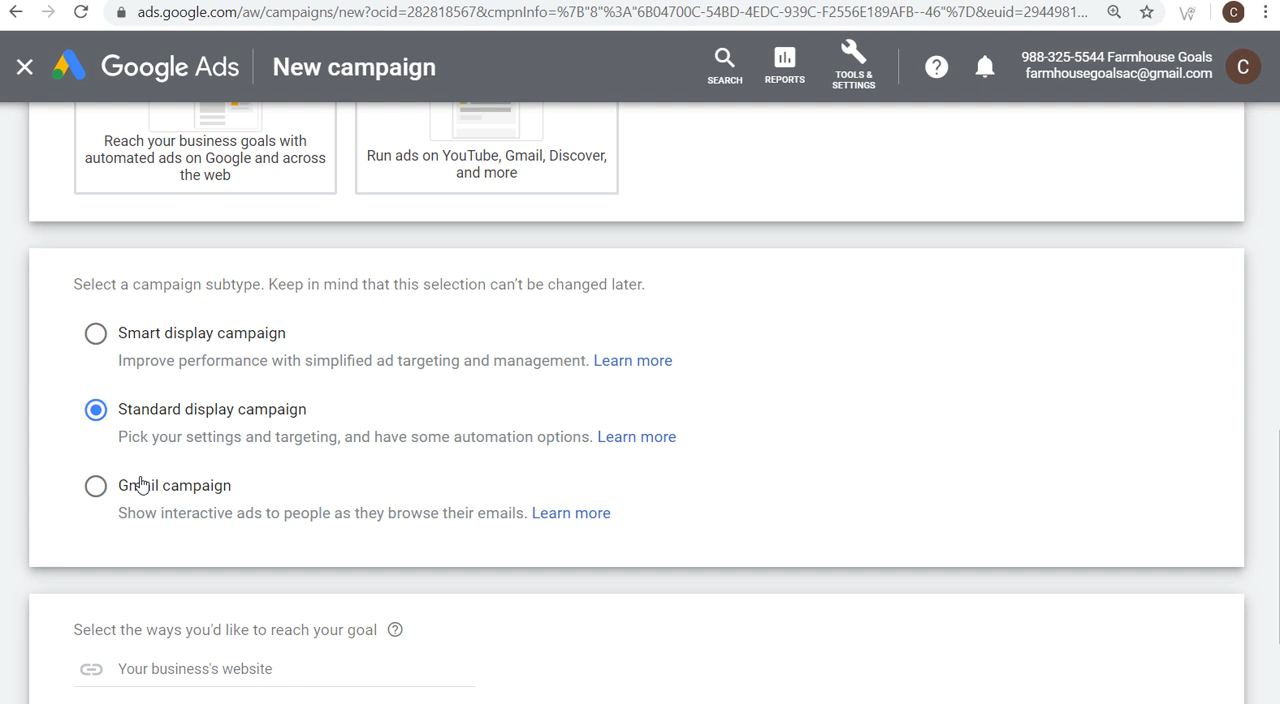 ads.google.com/aw/campaigns/new?ocid=282818567&cmpnInfo=%7B"8"%3A"6B04700C-54BD-4EDC-939C-F2556E189AFB--46"%7D&euid=2944981...
C
Google Ads
New campaign
SEARCH
REPORTS
TOOLS &
SETTINGS
?
988-325-5544 Farmhouse Goals
farmhousegoalsac@gmail.com
C
Reach your business goals with
automated ads on Google and across
the web
Run ads on YouTube, Gmail, Discover,
and more
Select a campaign subtype. Keep in mind that this selection can't be changed later.
Smart display campaign
Improve performance with simplified ad targeting and management. Learn more
Standard display campaign
Pick your settings and targeting, and have some automation options. Learn more
Gmail campaign
Show interactive ads to people as they browse their emails. Learn more
Select the ways you'd like to reach your goal ?
Your business's website